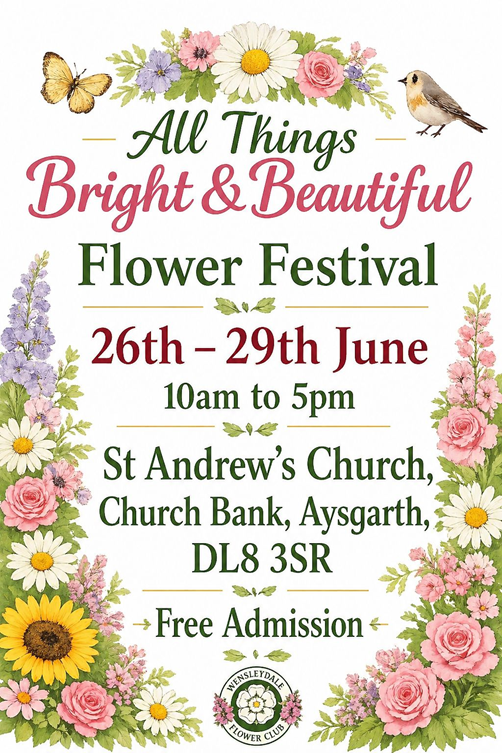 All Things
Bright & Beautiful
Flower Festival
26th – 29th June
10am to 5pm
St Andrew's Church,
Church Bank, Aysgarth,
DL8 3SR
Free Admission
WENSLEYDALE
FLOWER CLUB